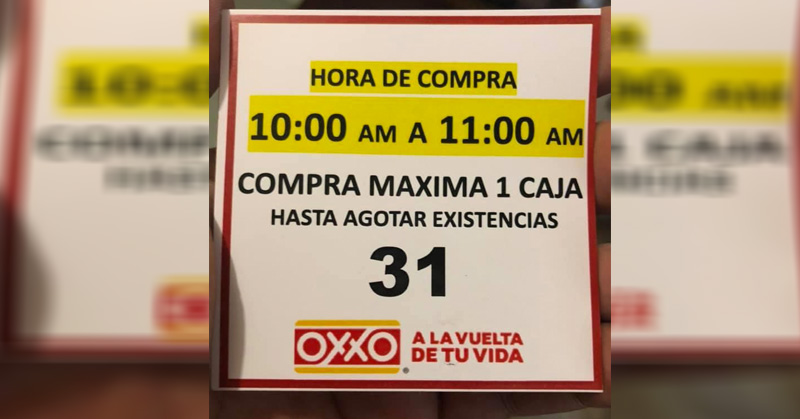 HORA DE COMPRA
10:00 AM A 11:00 AM
COMPRA MAXIMA 1 CAJA
HASTA AGOTAR EXISTENCIAS
31
OXXO
A LA VUELTA
DE TU VIDA